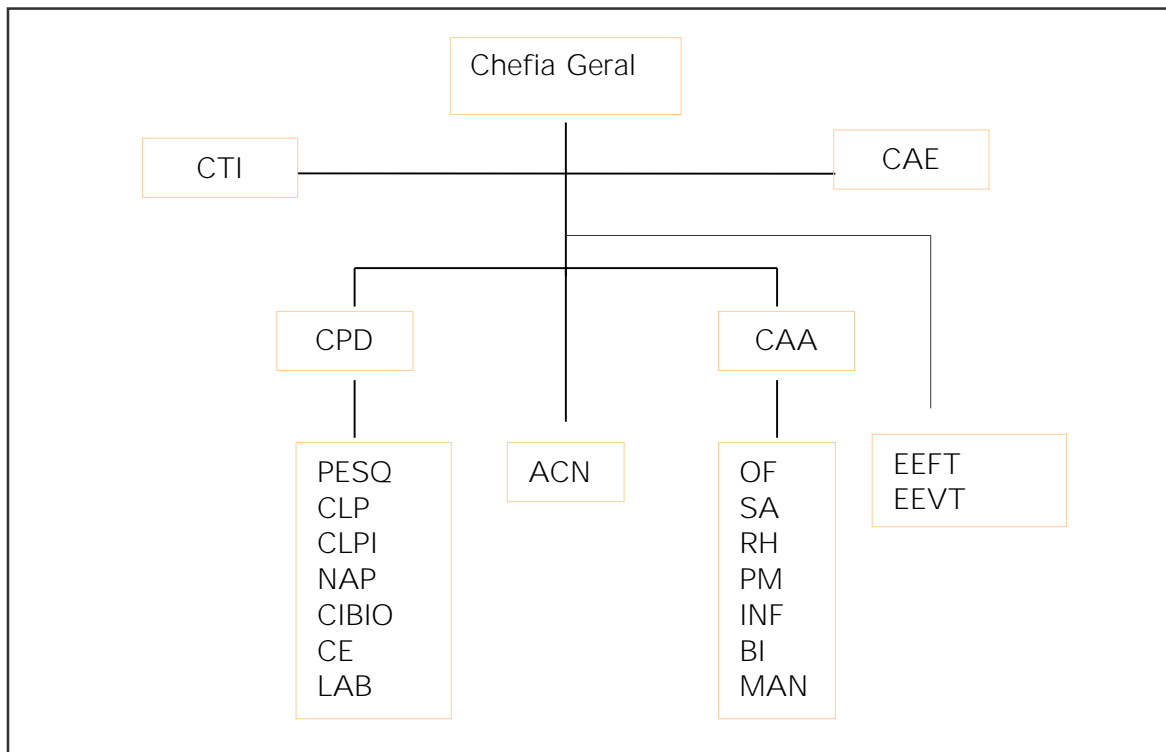 Chefia Geral
CTI
CAE
CPD
CAA
PESQ
CLP
CLPI
NAP
CIBIO
CE
LAB
ACN
OF
SA
RH
PM
INF
BI
MAN
EEFT
EEVT